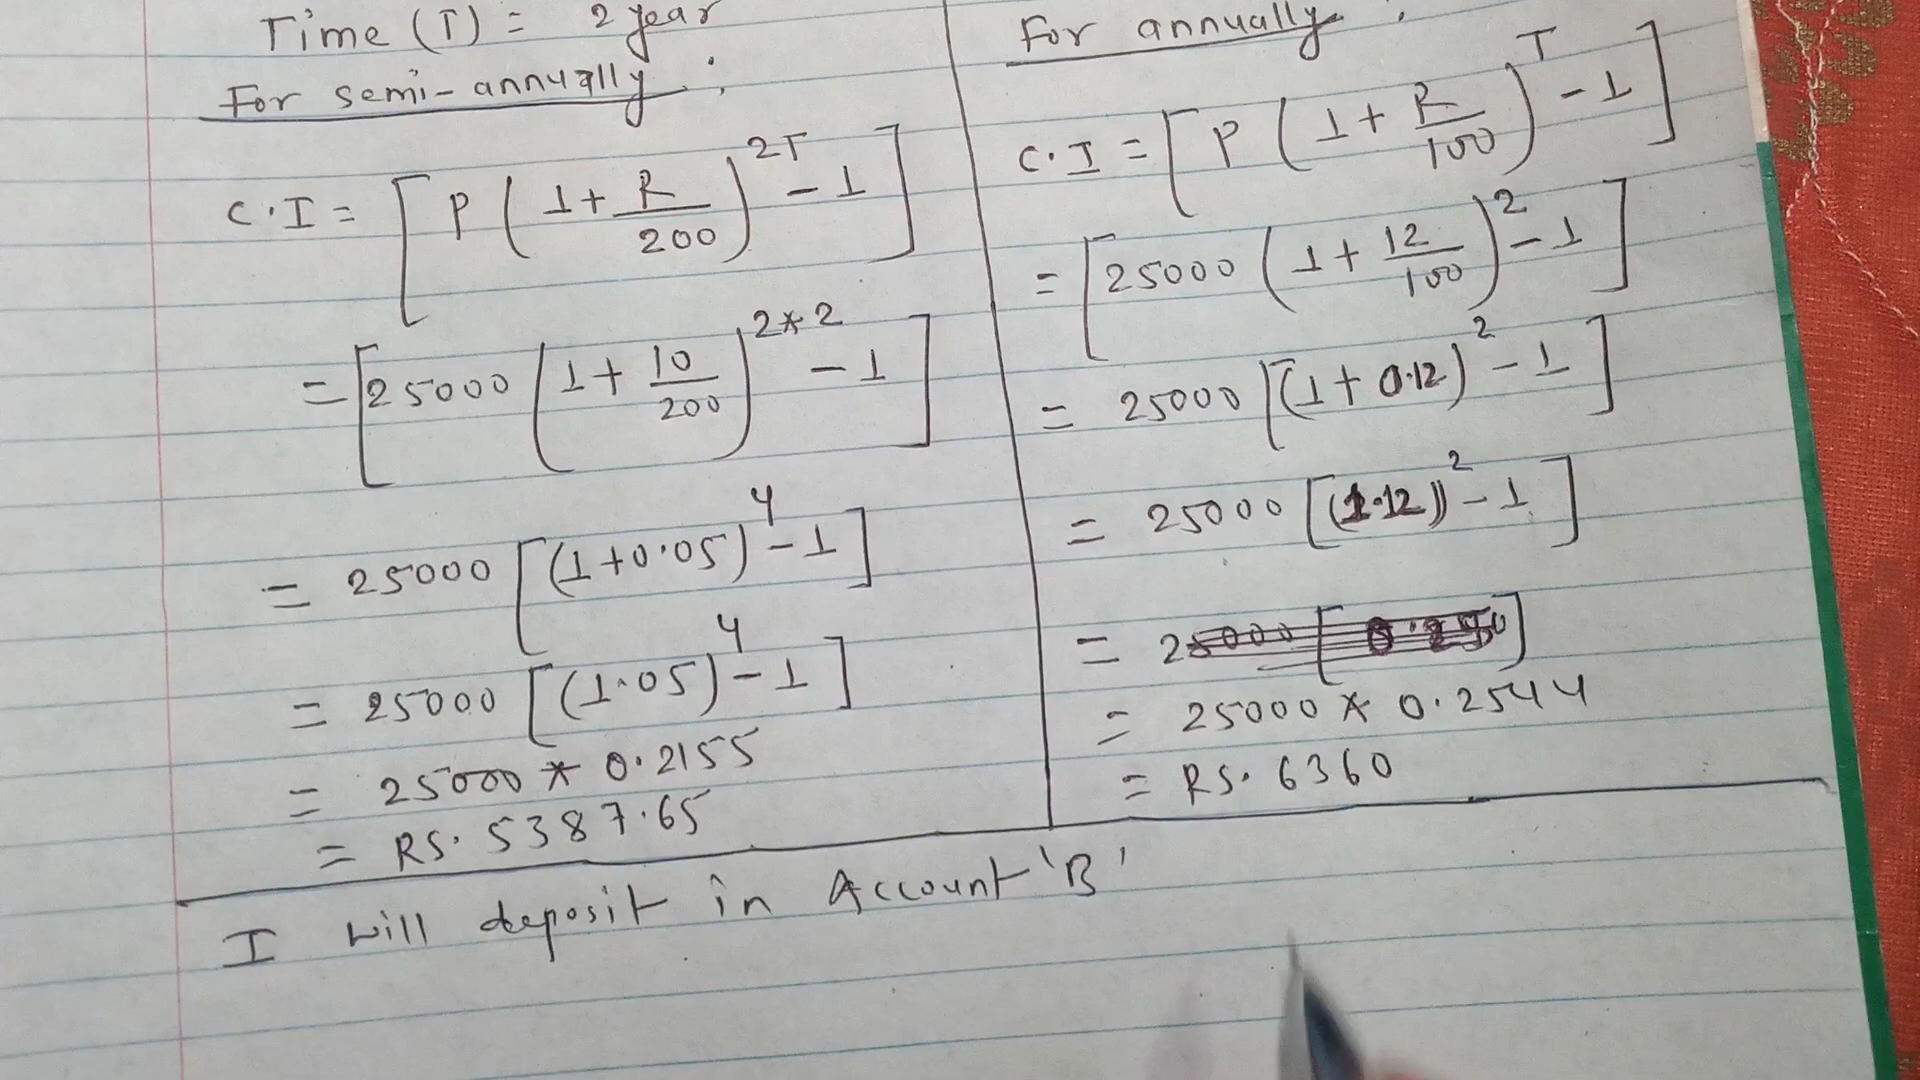 Time (T) = 2 year
For semi-annually :
C.I = [P(1+R/200)^2T -1]
= [25000(1+10/200)^2*2 -1]
= 25000[(1+0.05)^4 -1]
= 25000[(1.05)^4 -1]
= 25000 * 0.2155
= RS. 5387.65
For annually :
C.I = [P(1+R/100)^T -1]
= [25000(1+12/100)^2 -1]
= 25000[(1+0.12)^2 -1]
= 25000[(1.12)^2 -1]
= 25000
= 25000 * 0.2544
= RS. 6360
I will deposit in Account 'B'